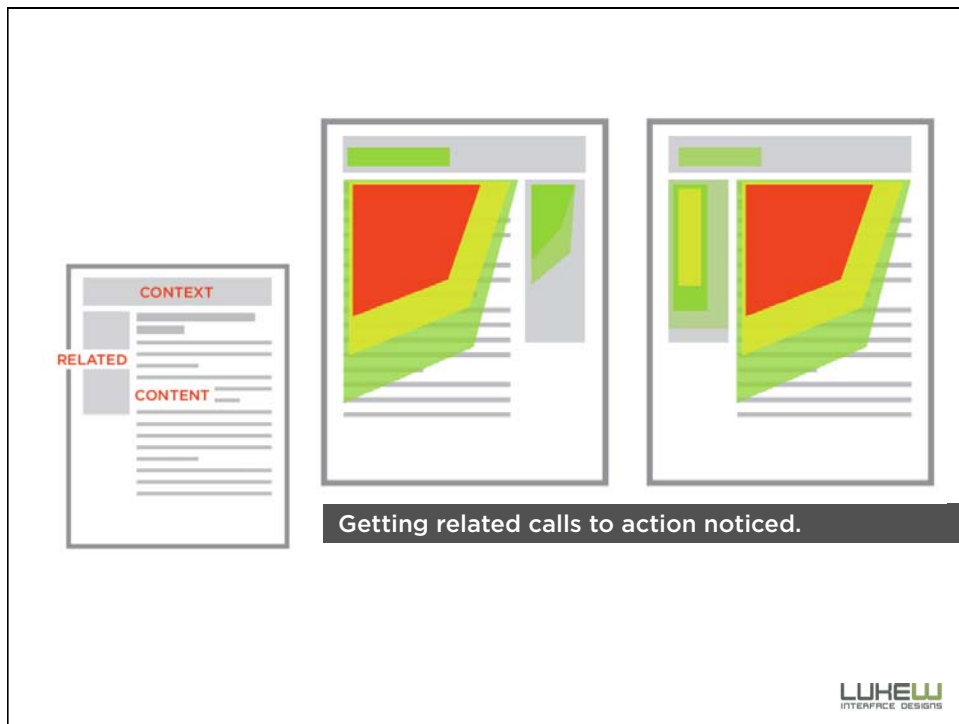 CONTEXT
RELATED
CONTENT
Getting related calls to action noticed.
LUKEW
INTERFACE DESIGNS